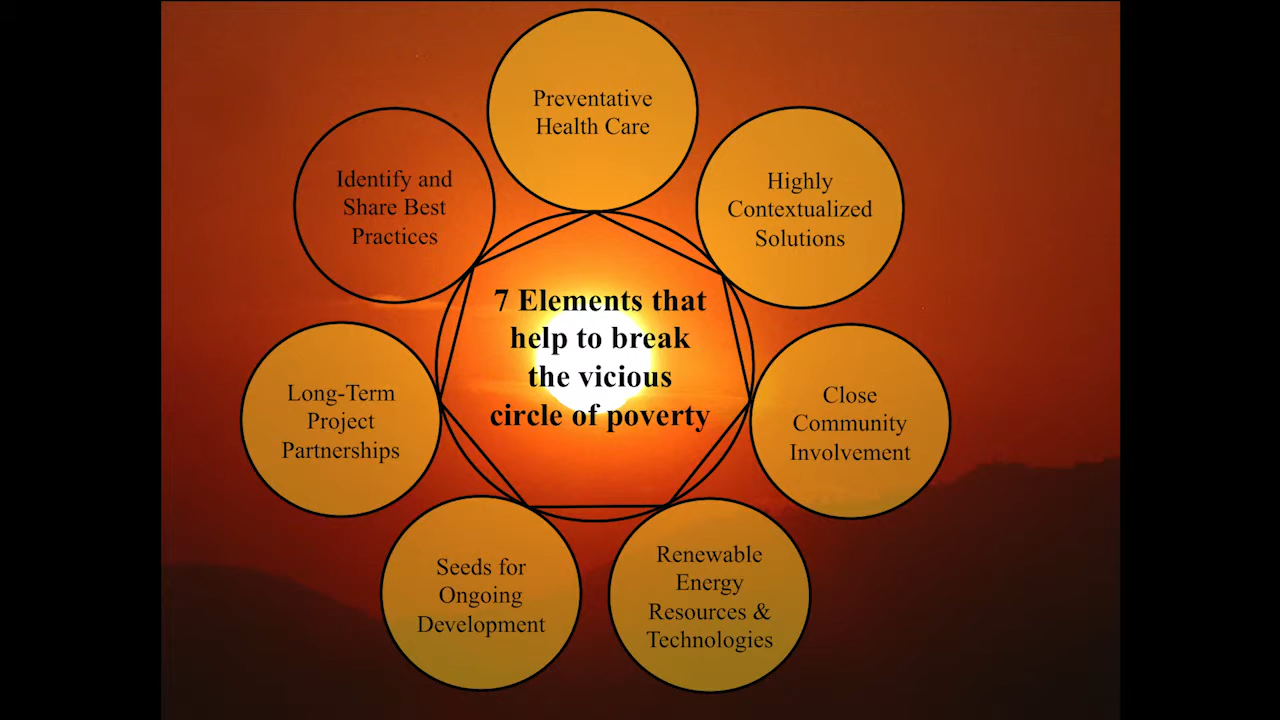 Preventative
Health Care
Highly
Contextualized
Solutions
Close
Community
Involvement
Renewable
Energy
Resources &
Technologies
Seeds for
Ongoing
Development
Long-Term
Project
Partnerships
Identify and
Share Best
Practices
7 Elements that
help to break
the vicious
circle of poverty